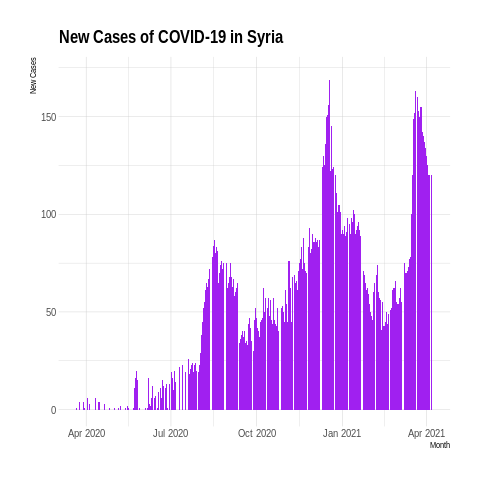 New Cases of COVID-19 in Syria
New Cases
150
100
50
0
Apr 2020 Jul 2020 Oct 2020 Jan 2021 Apr 2021
Month